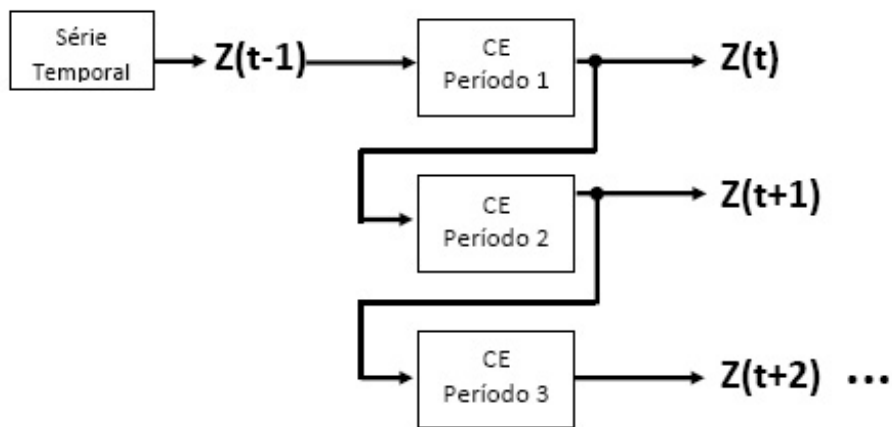 Série
Temporal
Z(t-1)
CE
Período 1
Z(t)
CE
Período 2
Z(t+1)
CE
Período 3
Z(t+2) ...